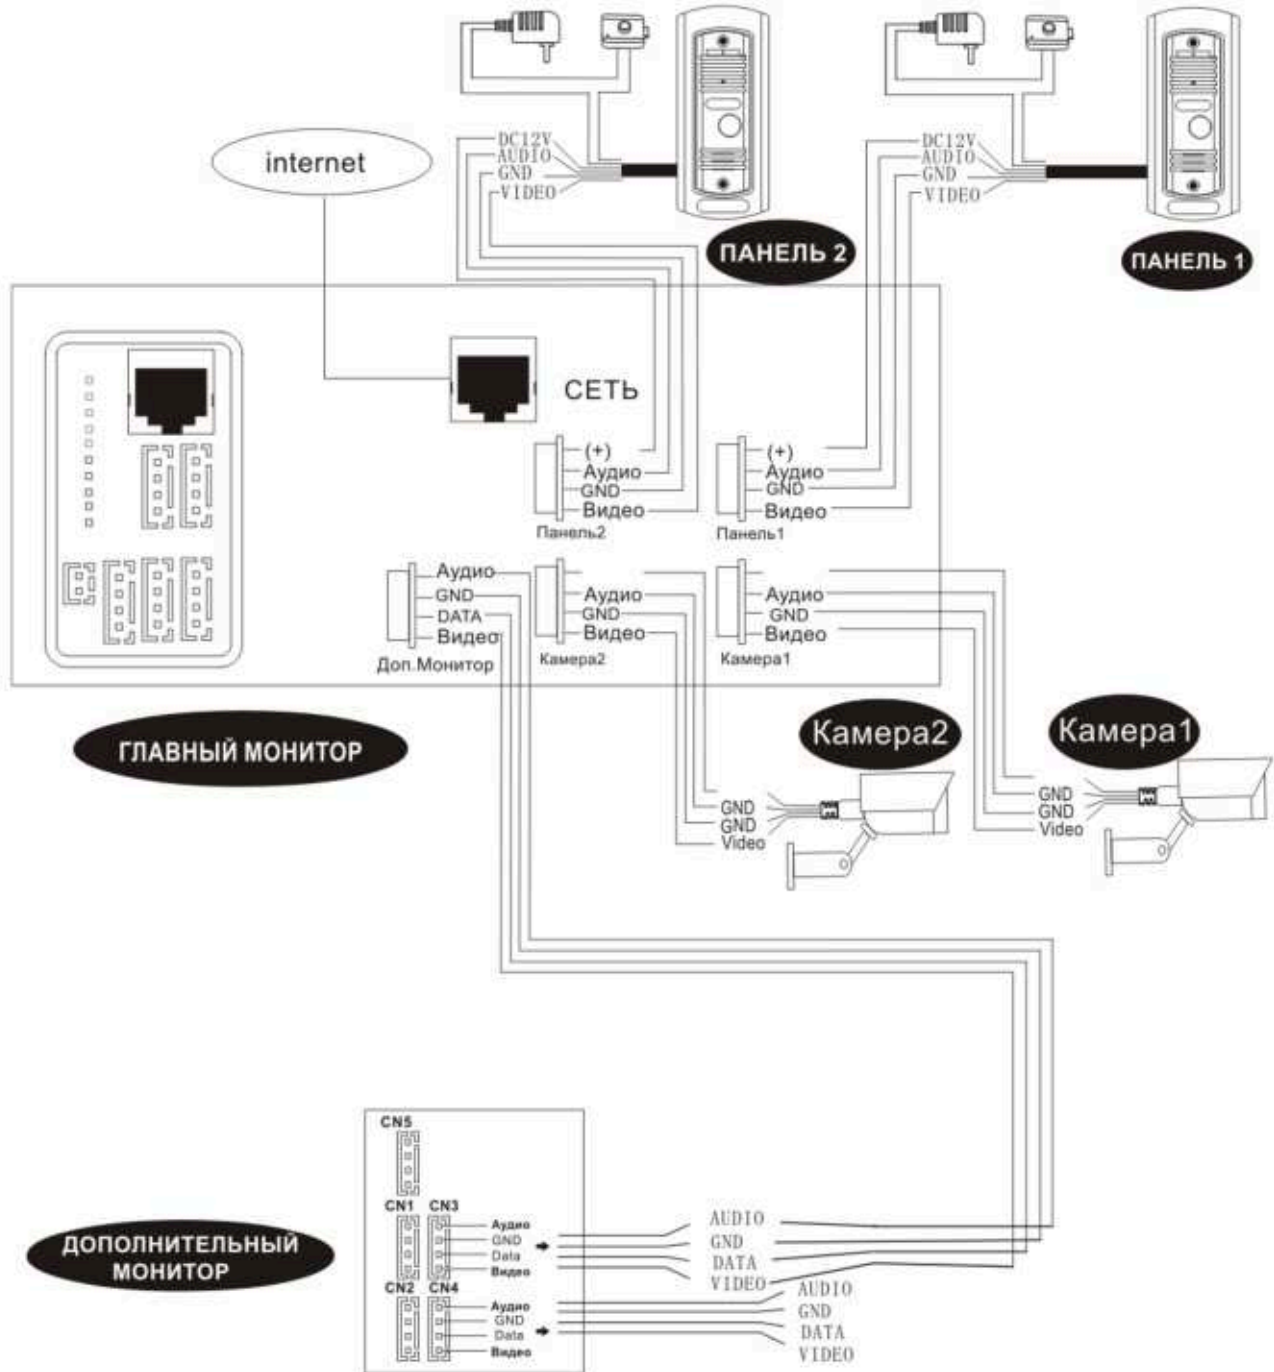 DC12V
AUDIO
GND
VIDEO
DC12V
AUDIO
GND
VIDEO
internet
ПАНЕЛЬ 2
ПАНЕЛЬ 1
СЕТЬ
(+)
Аудио
GND
Видео
Панель2
(+)
Аудио
GND
Видео
Панель1
Аудио
GND
DATA
Видео
Доп.Монитор
Аудио
GND
Видео
Камера2
Аудио
GND
Видео
Камера1
ГЛАВНЫЙ МОНИТОР
Камера2
Камера1
GND
GND
Video
GND
GND
Video
CN5
CN1 CN3
Аудио
GND
Data
Видео
AUDIO
GND
DATA
VIDEO
ДОПОЛНИТЕЛЬНЫЙ
МОНИТОР
CN2 CN4
Аудио
GND
Data
Видео
AUDIO
GND
DATA
VIDEO